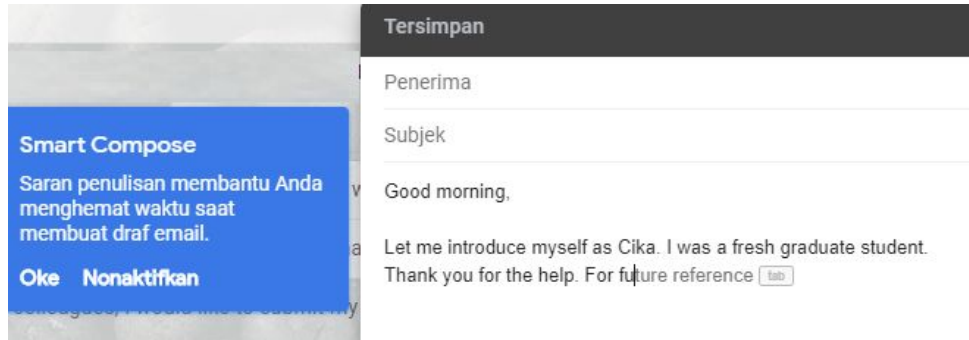 Tersimpan
Penerima
Subjek
Smart Compose
Saran penulisan membantu Anda
menghemat waktu saat
membuat draf email.
Oke Nonaktifkan
Good morning,
Let me introduce myself as Cika. I was a fresh graduate student.
Thank you for the help. For future reference tab